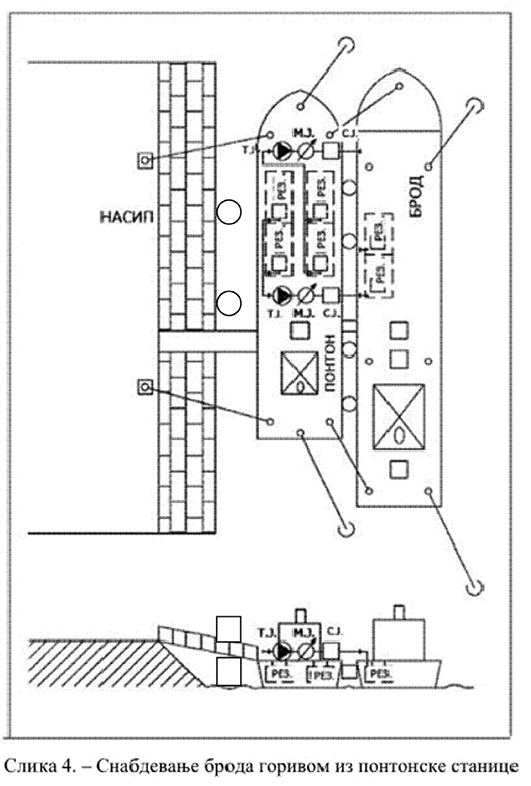 М.Ј.
С.Ј.
Т.Ј.
РЕЗ.
РЕЗ.
НАСИП
БРОД
РЕЗ.
РЕЗ.
РЕЗ.
РЕЗ.
Т.Ј.
М.Ј.
С.Ј.
ПОНТОН
Т.Ј.
М.Ј.
С.Ј.
РЕЗ.
РЕЗ.
РЕЗ.
Слика 4. – Снабдевање брода горивом из понтонске станице